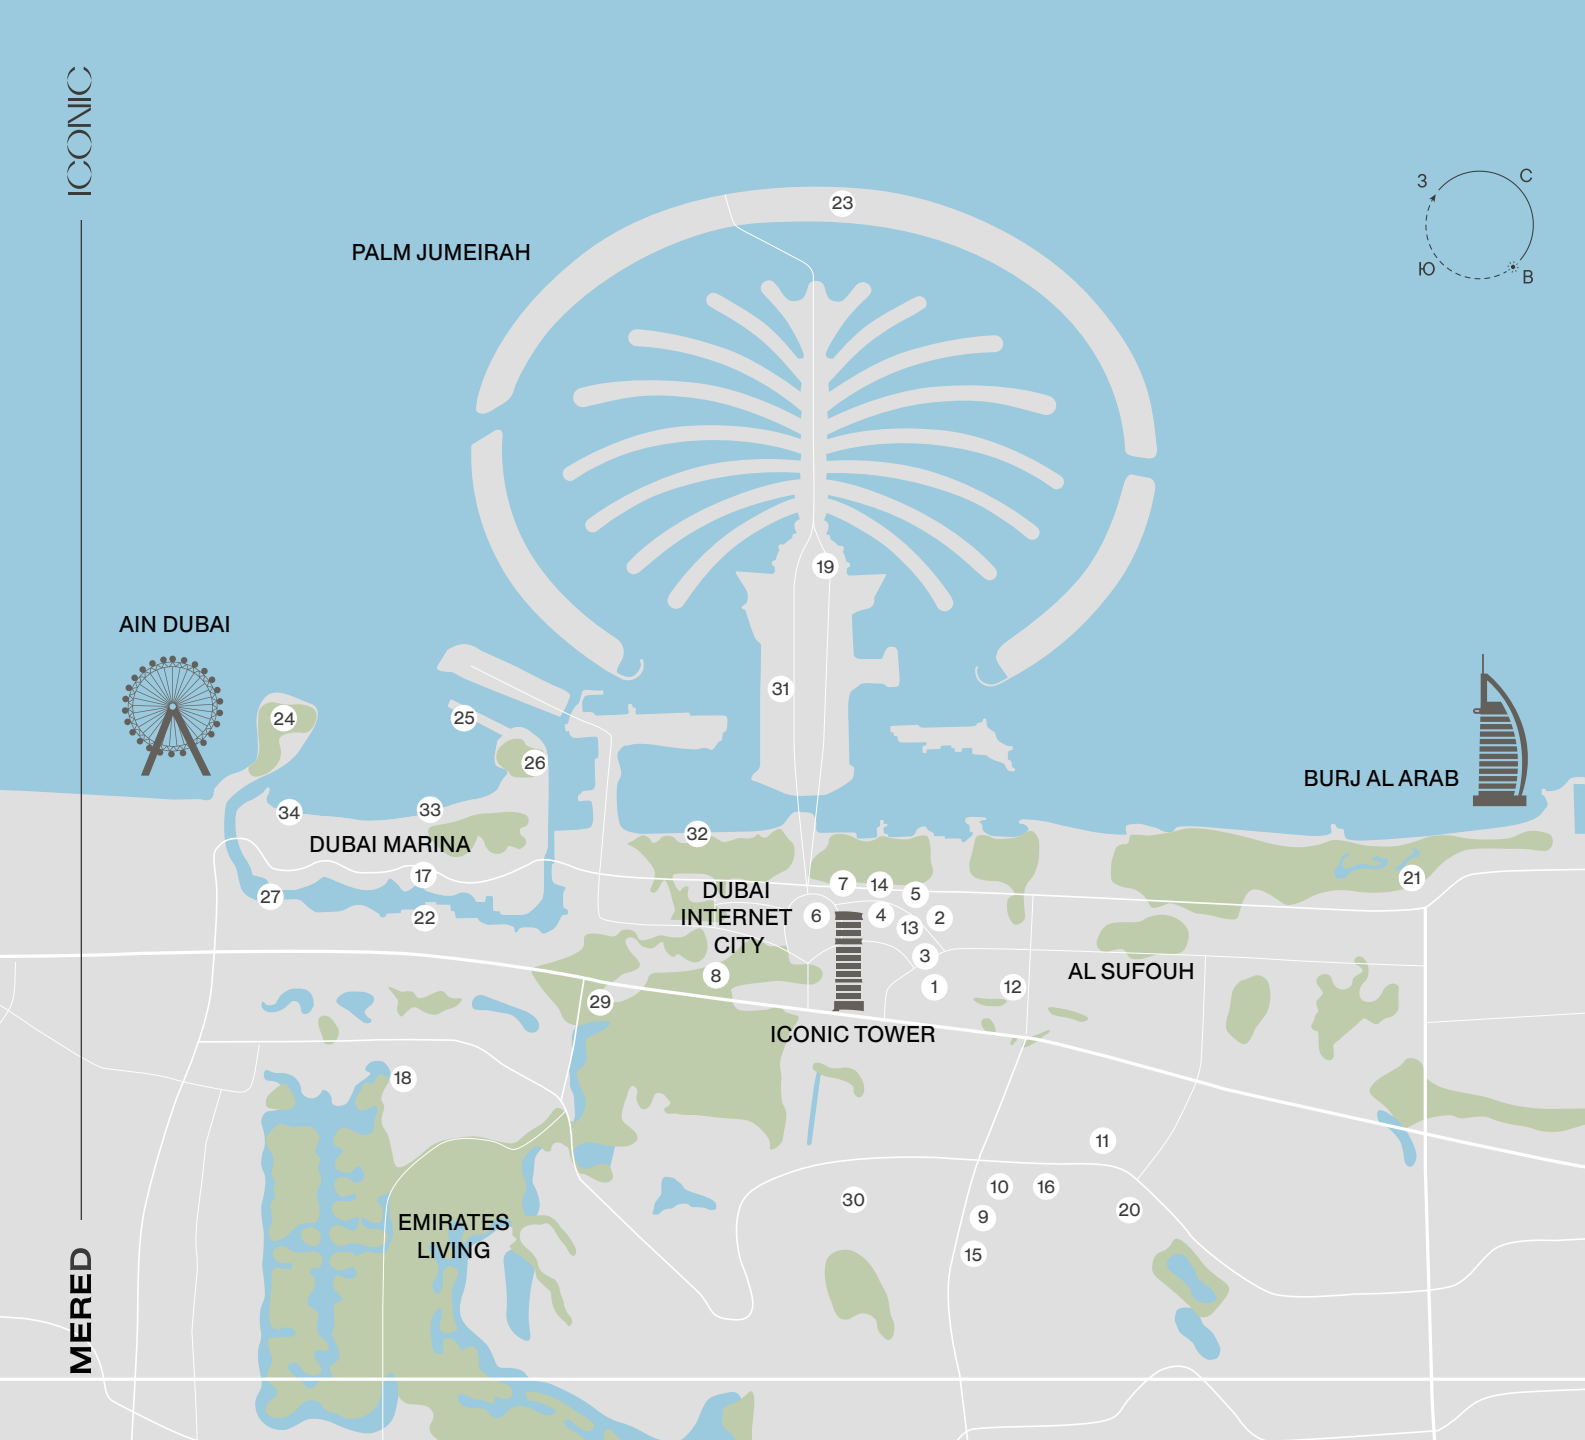 ICONIC
З
С
Ю
В
23
PALM JUMEIRAH
19
AIN DUBAI
31
24
25
26
BURJ AL ARAB
34
33
32
DUBAI MARINA
17
7
14
5
21
27
22
DUBAI
INTERNET
CITY
6
4
13
2
3
8
1
12
AL SUFOUH
29
ICONIC TOWER
18
11
30
10
16
9
20
15
EMIRATES
LIVING
MERED